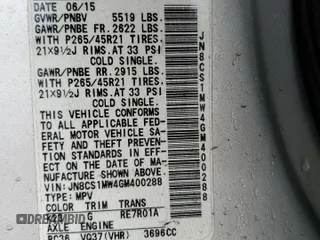 DATE 06/15
GVWR/PNBV 5519 LBS.
GAWR/PNBE FR. 2622 LBS.
WITH P265/45R21 TIRES
21×9½J RIMS.AT 33 PSI
COLD SINGLE.
GAWR/PNBE RR. 2915 LBS.
WITH P265/45R21 TIRES
21×9½J RIMS.AT 33 PSI
COLD SINGLE.
THIS VEHICLE CONFORMS
TO ALL APPLICABLE FED-
ERAL MOTOR VEHICLE SA-
FETY AND THEFT PREVEN-
TION STANDARDS IN EFF-
ECT ON THE DATE OF MA-
NUFACTURE SHOWN ABOVE.
VIN: JN8CS1MW4GM400288
TYPE: MPV
COLOR TRIM TRANS
G RE7R01A
AXLE ENGINE
VQ37(VHR) 3696CC
JN8CS1MW4GM400288
DRIVEHISTORY